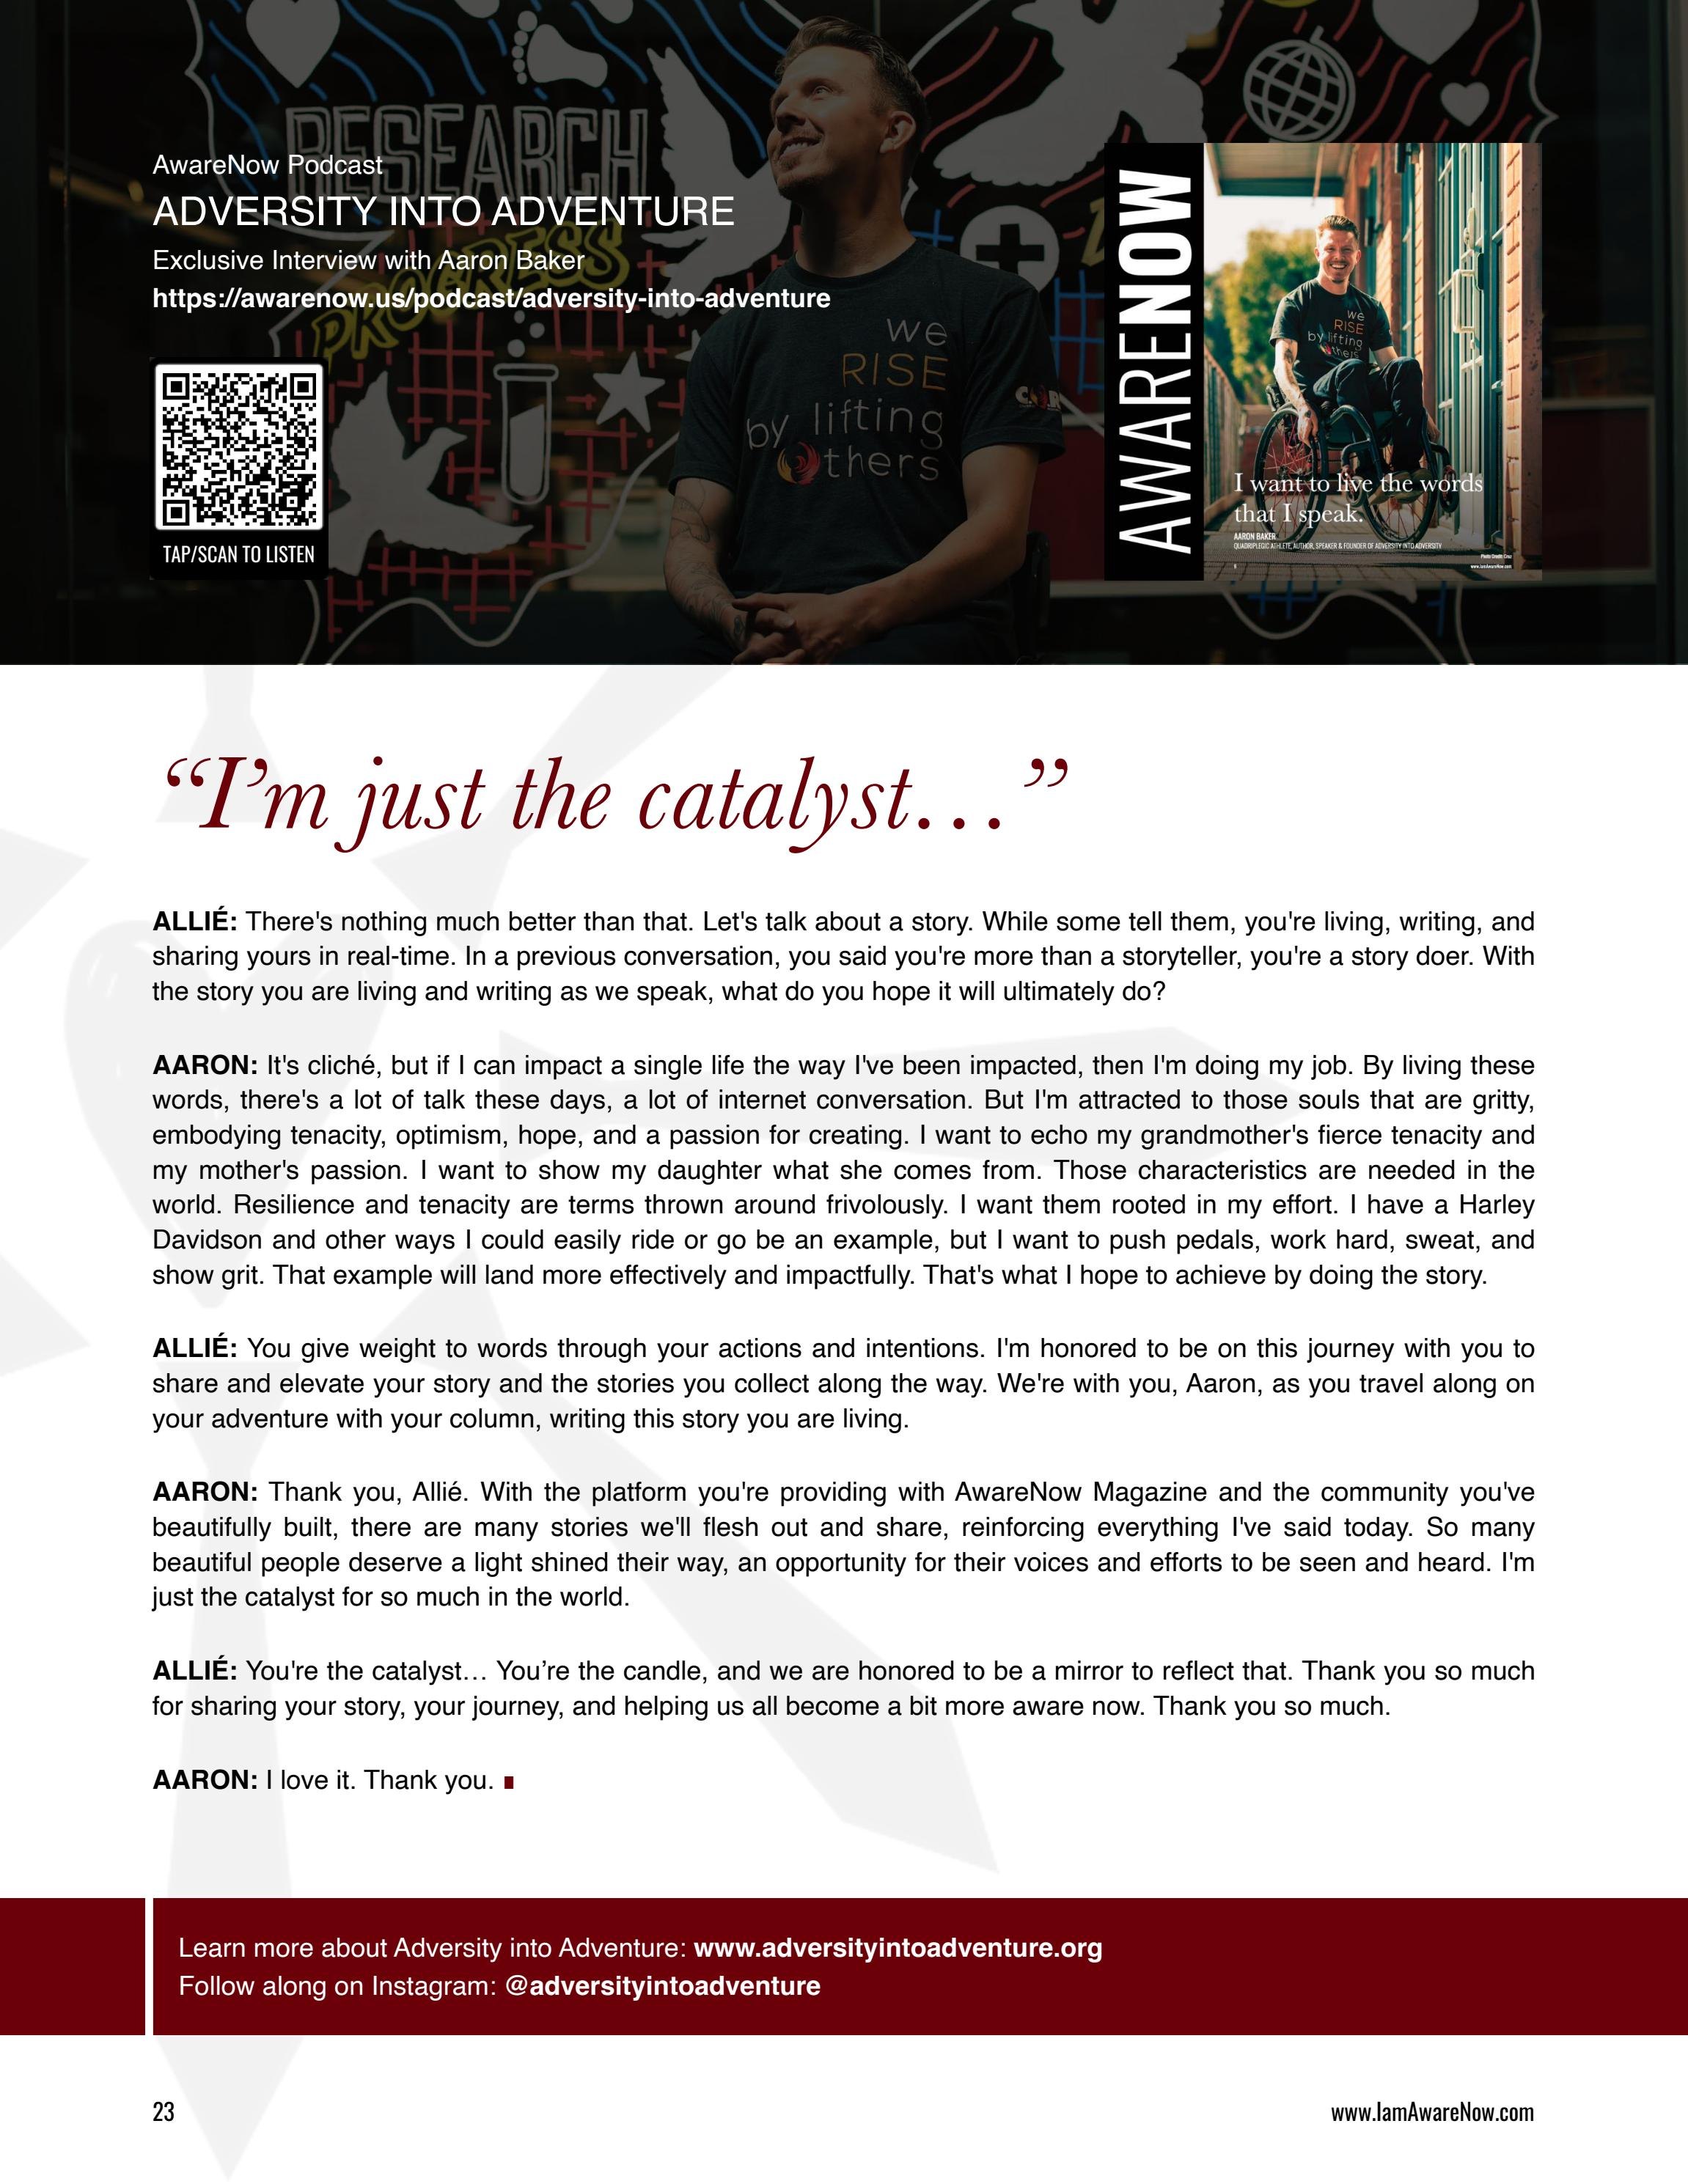 RESEARCH
PROGRESS
AwareNow Podcast
ADVERSITY INTO ADVENTURE
Exclusive Interview with Aaron Baker
https://awarenow.us/podcast/adversity-into-adventure
TAP/SCAN TO LISTEN
we
RISE
by lifting
others
AWARENOW
we
RISE
by lifting
others
I want to live the words
that I speak.
AARON BAKER
QUADRIPLEGIC ATHLETE, AUTHOR, SPEAKER & FOUNDER OF ADVERSITY INTO ADVERSITY
www.IamAwareNow.com
“I’m just the catalyst…”
ALLIÉ: There's nothing much better than that. Let's talk about a story. While some tell them, you're living, writing, and
sharing yours in real-time. In a previous conversation, you said you're more than a storyteller, you're a story doer. With
the story you are living and writing as we speak, what do you hope it will ultimately do?
AARON: It's cliché, but if I can impact a single life the way I've been impacted, then I'm doing my job. By living these
words, there's a lot of talk these days, a lot of internet conversation. But I'm attracted to those souls that are gritty,
embodying tenacity, optimism, hope, and a passion for creating. I want to echo my grandmother's fierce tenacity and
my mother's passion. I want to show my daughter what she comes from. Those characteristics are needed in the
world. Resilience and tenacity are terms thrown around frivolously. I want them rooted in my effort. I have a Harley
Davidson and other ways I could easily ride or go be an example, but I want to push pedals, work hard, sweat, and
show grit. That example will land more effectively and impactfully. That's what I hope to achieve by doing the story.
ALLIÉ: You give weight to words through your actions and intentions. I'm honored to be on this journey with you to
share and elevate your story and the stories you collect along the way. We're with you, Aaron, as you travel along on
your adventure with your column, writing this story you are living.
AARON: Thank you, Allié. With the platform you're providing with AwareNow Magazine and the community you've
beautifully built, there are many stories we'll flesh out and share, reinforcing everything I've said today. So many
beautiful people deserve a light shined their way, an opportunity for their voices and efforts to be seen and heard. I'm
just the catalyst for so much in the world.
ALLIÉ: You're the catalyst… You’re the candle, and we are honored to be a mirror to reflect that. Thank you so much
for sharing your story, your journey, and helping us all become a bit more aware now. Thank you so much.
AARON: I love it. Thank you.
Learn more about Adversity into Adventure: www.adversityintoadventure.org
Follow along on Instagram: @adversityintoadventure
23
www.IamAwareNow.com